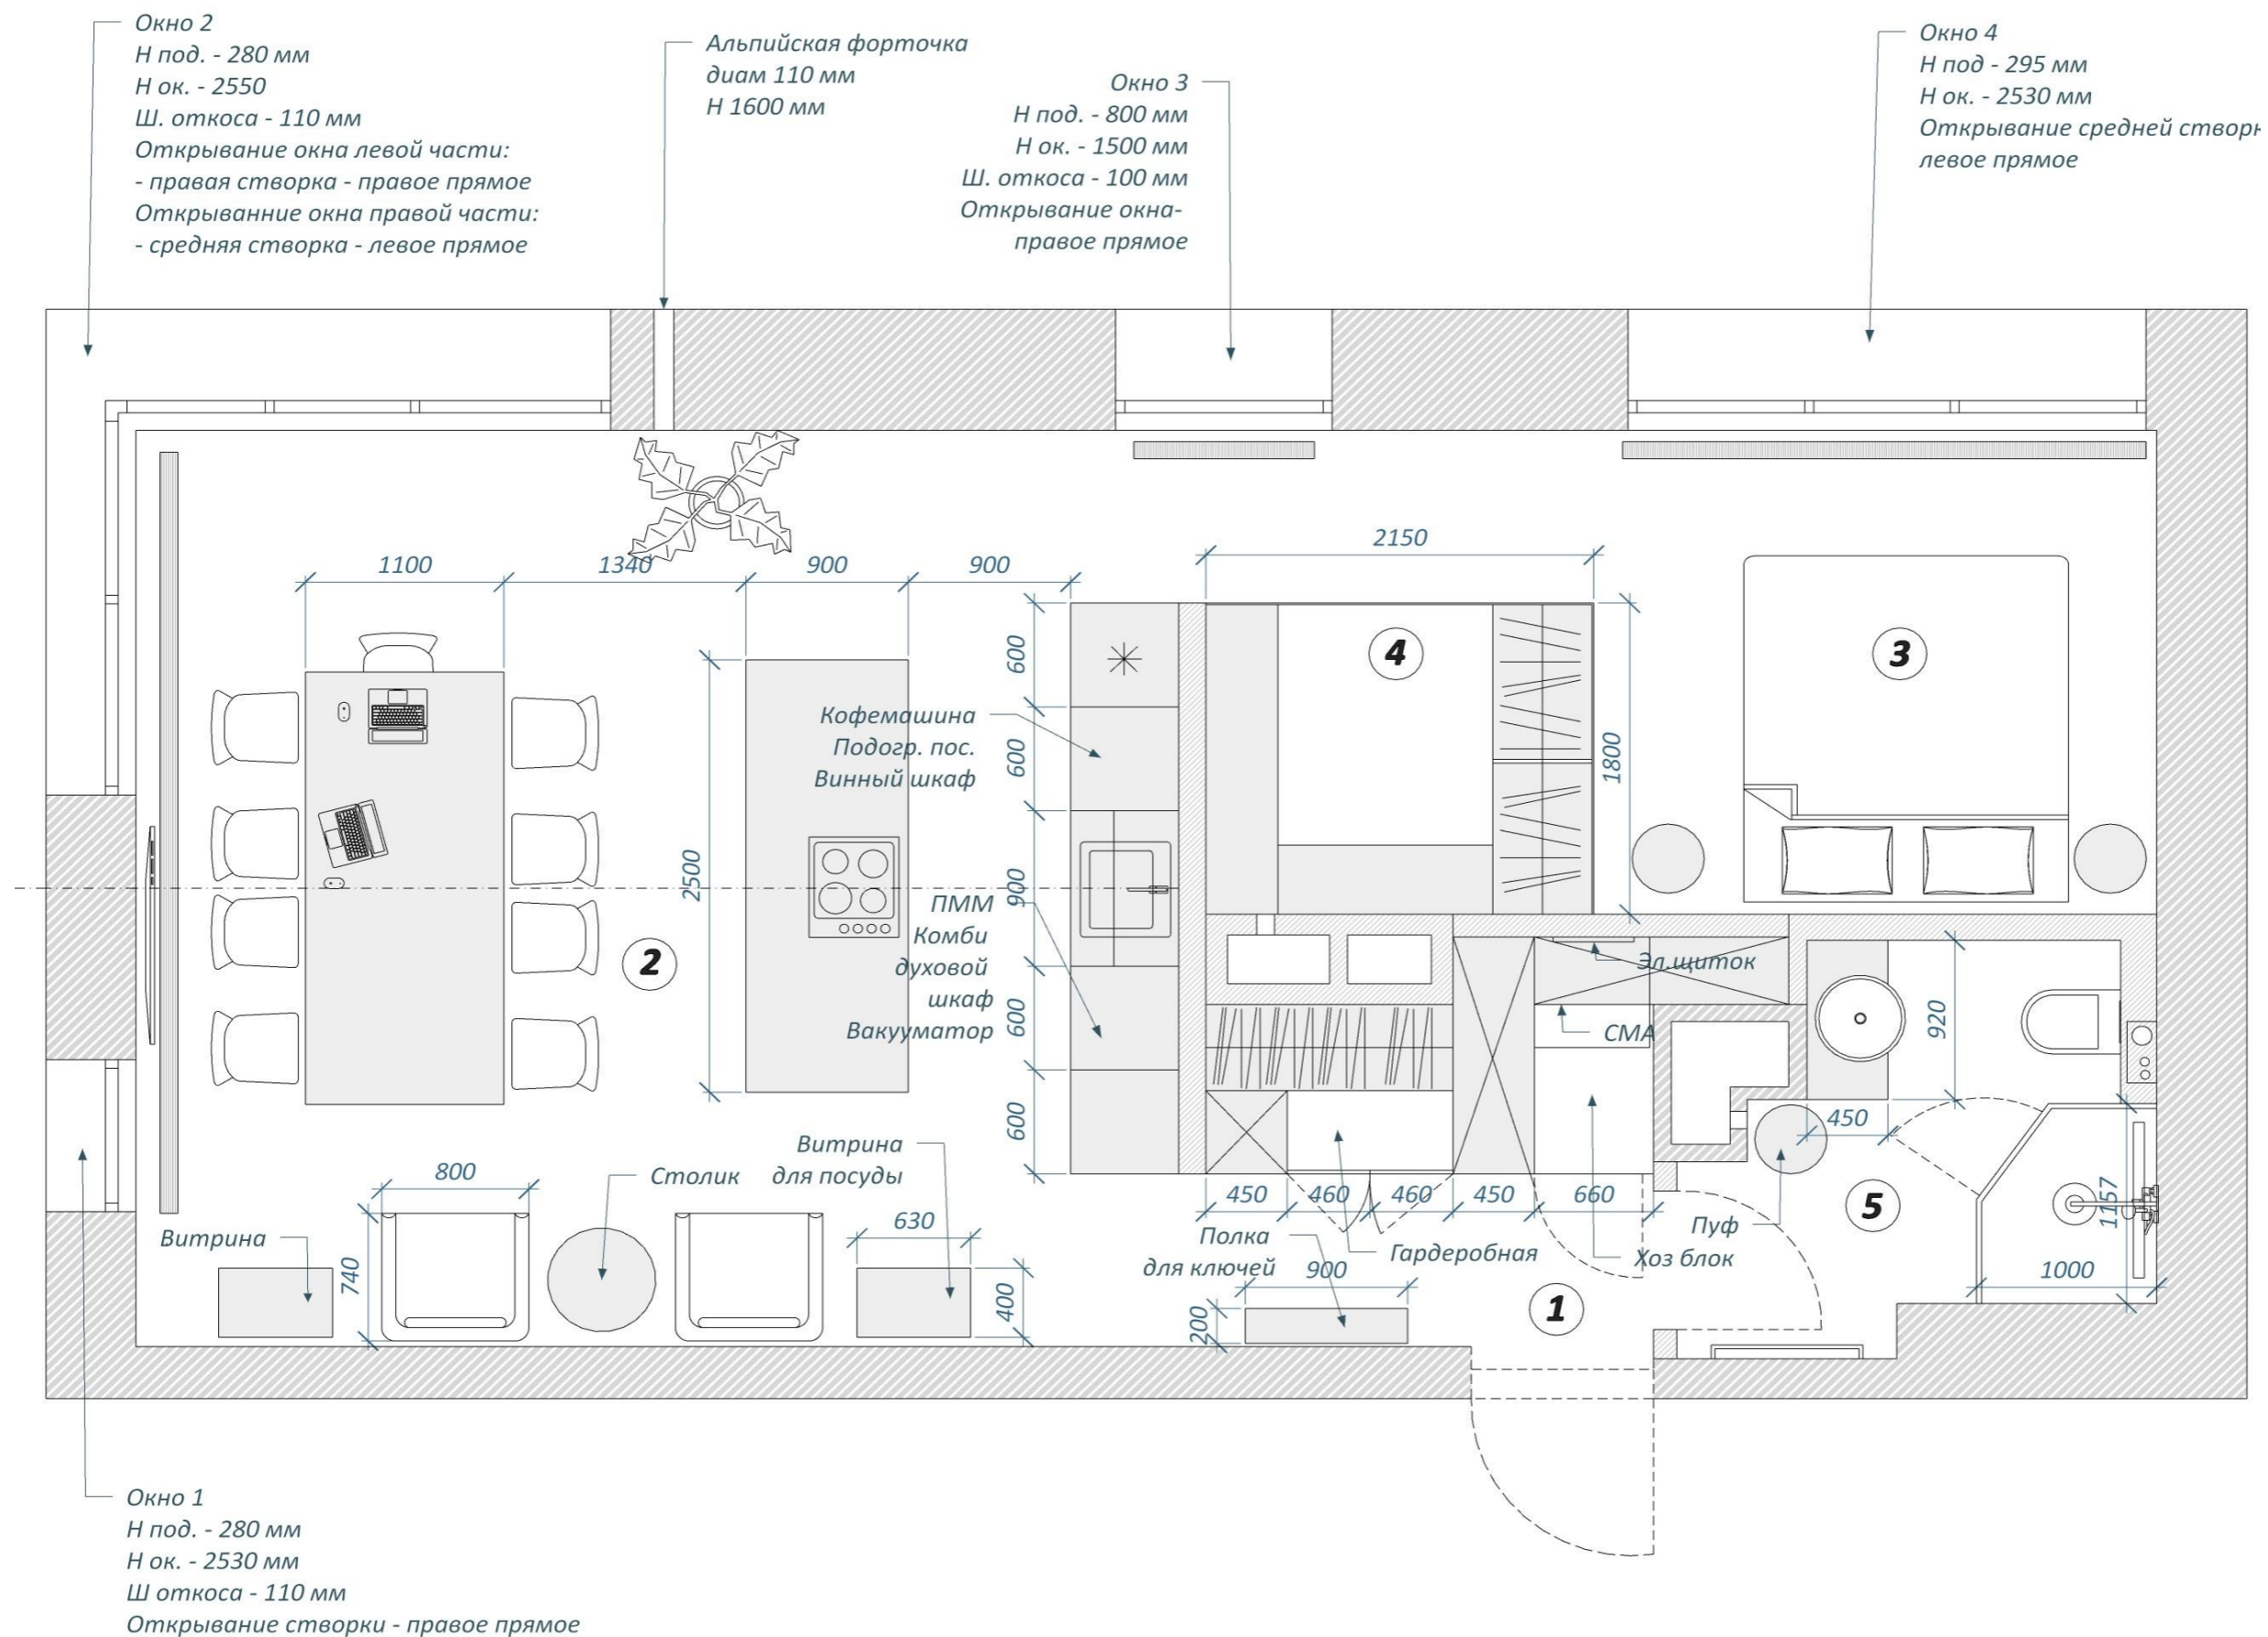 Окно 2
Н под. - 280 мм
Н ок. - 2550
Ш. откоса - 110 мм
Открывание окна левой части:
- правая створка - правое прямое
Открыванние окна правой части:
- средняя створка - левое прямое
Альпийская форточка
диам 110 мм
Н 1600 мм
Окно 3
Н под. - 800 мм
Н ок. - 1500 мм
Ш. откоса - 100 мм
Открывание окна-
правое прямое
Окно 4
Н под - 295 мм
Н ок. - 2530 мм
Открывание средней створк
левое прямое
2150
1100
1340
900
900
600
4
3
Кофемашина
Подогр. пос.
Винный шкаф
600
1800
2500
900
ПММ
Комби
духовой
шкаф
Вакууматор
2
600
Эл.щиток
СМА
920
600
450
Витрина
для посуды
Столик
800
630
Витрина
740
400
450
460
460
450
660
Полка
для ключей
900
200
Гардеробная
Хоз блок
Пуф
1
5
1157
1000
Окно 1
Н под. - 280 мм
Н ок. - 2530 мм
Ш откоса - 110 мм
Открывание створки - правое прямое